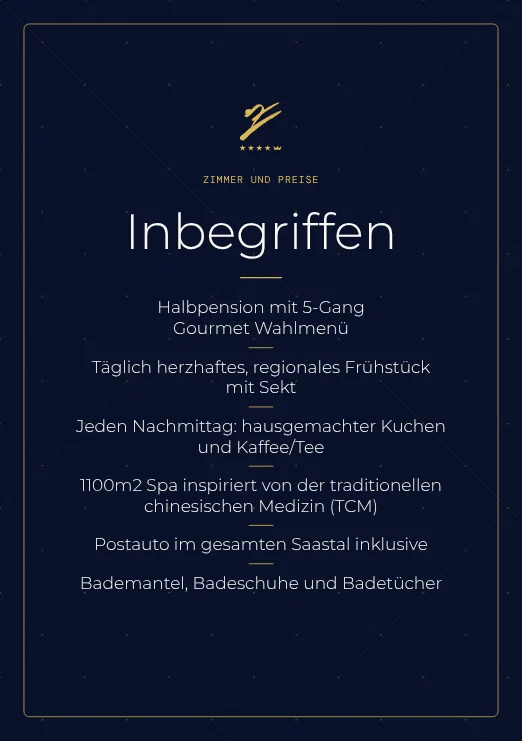 ZIMMER UND PREISE
Inbegriffen
Halbpension mit 5-Gang
Gourmet Wahlmenü
Täglich herzhaftes, regionales Frühstück
mit Sekt
Jeden Nachmittag: hausgemachter Kuchen
und Kaffee/Tee
1100m2 Spa inspiriert von der traditionellen
chinesischen Medizin (TCM)
Postauto im gesamten Saastal inklusive
Bademantel, Badeschuhe und Badetücher